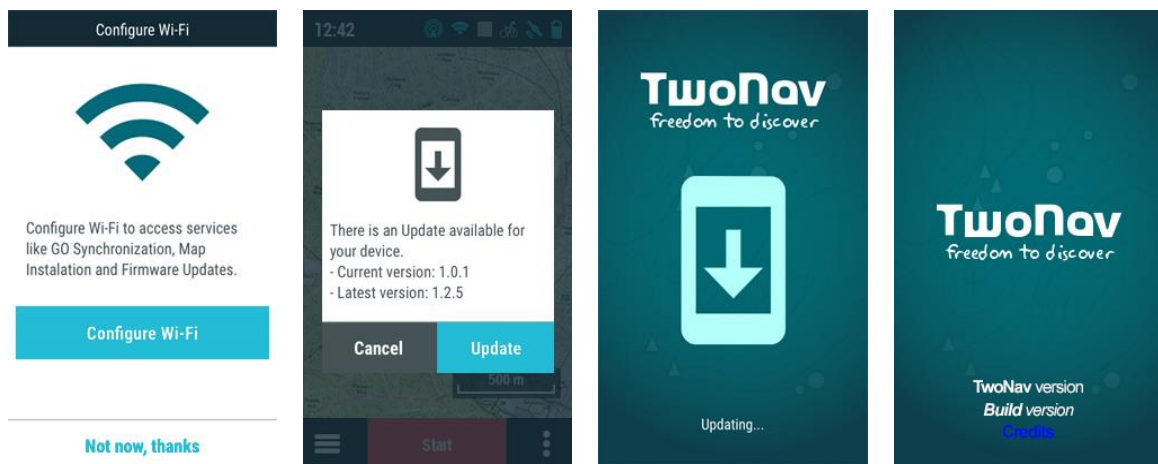 Configure Wi-Fi
Configure Wi-Fi to access services
like GO Synchronization, Map
Instalation and Firmware Updates.
Configure Wi-Fi
Not now, thanks
12:42
There is an Update available for
your device.
- Current version: 1.0.1
- Latest version: 1.2.5
Cancel
Update
500 m
Start
TwoNav
freedom to discover
Updating...
TwoNav
freedom to discover
TwoNav version
Build version
Credits